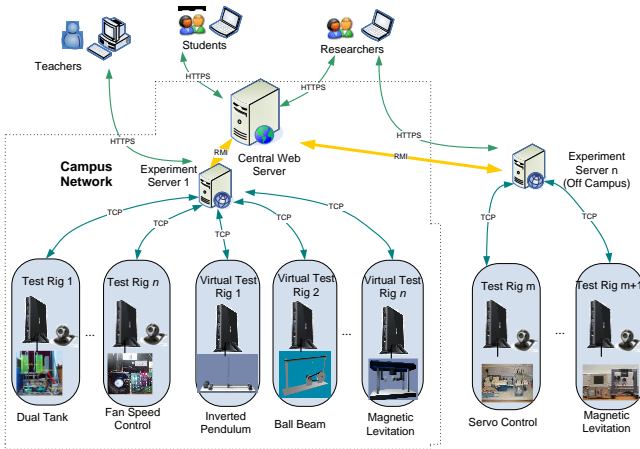 Students
Researchers
Teachers
HTTPS
HTTPS
HTTPS
HTTPS
Campus
Network
RMI
RMI
Central Web
Server
Experiment
Server 1
Experiment
Server n
(Off Campus)
TCP
TCP
TCP
TCP
TCP
TCP
TCP
Test Rig 1
...
Test Rig n
Virtual Test
Rig 1
Virtual Test
Rig 2
...
Virtual Test
Rig n
Test Rig m
...
Test Rig m+1
Dual Tank
Fan Speed
Control
Inverted
Pendulum
Ball Beam
Magnetic
Levitation
Servo Control
Magnetic
Levitation